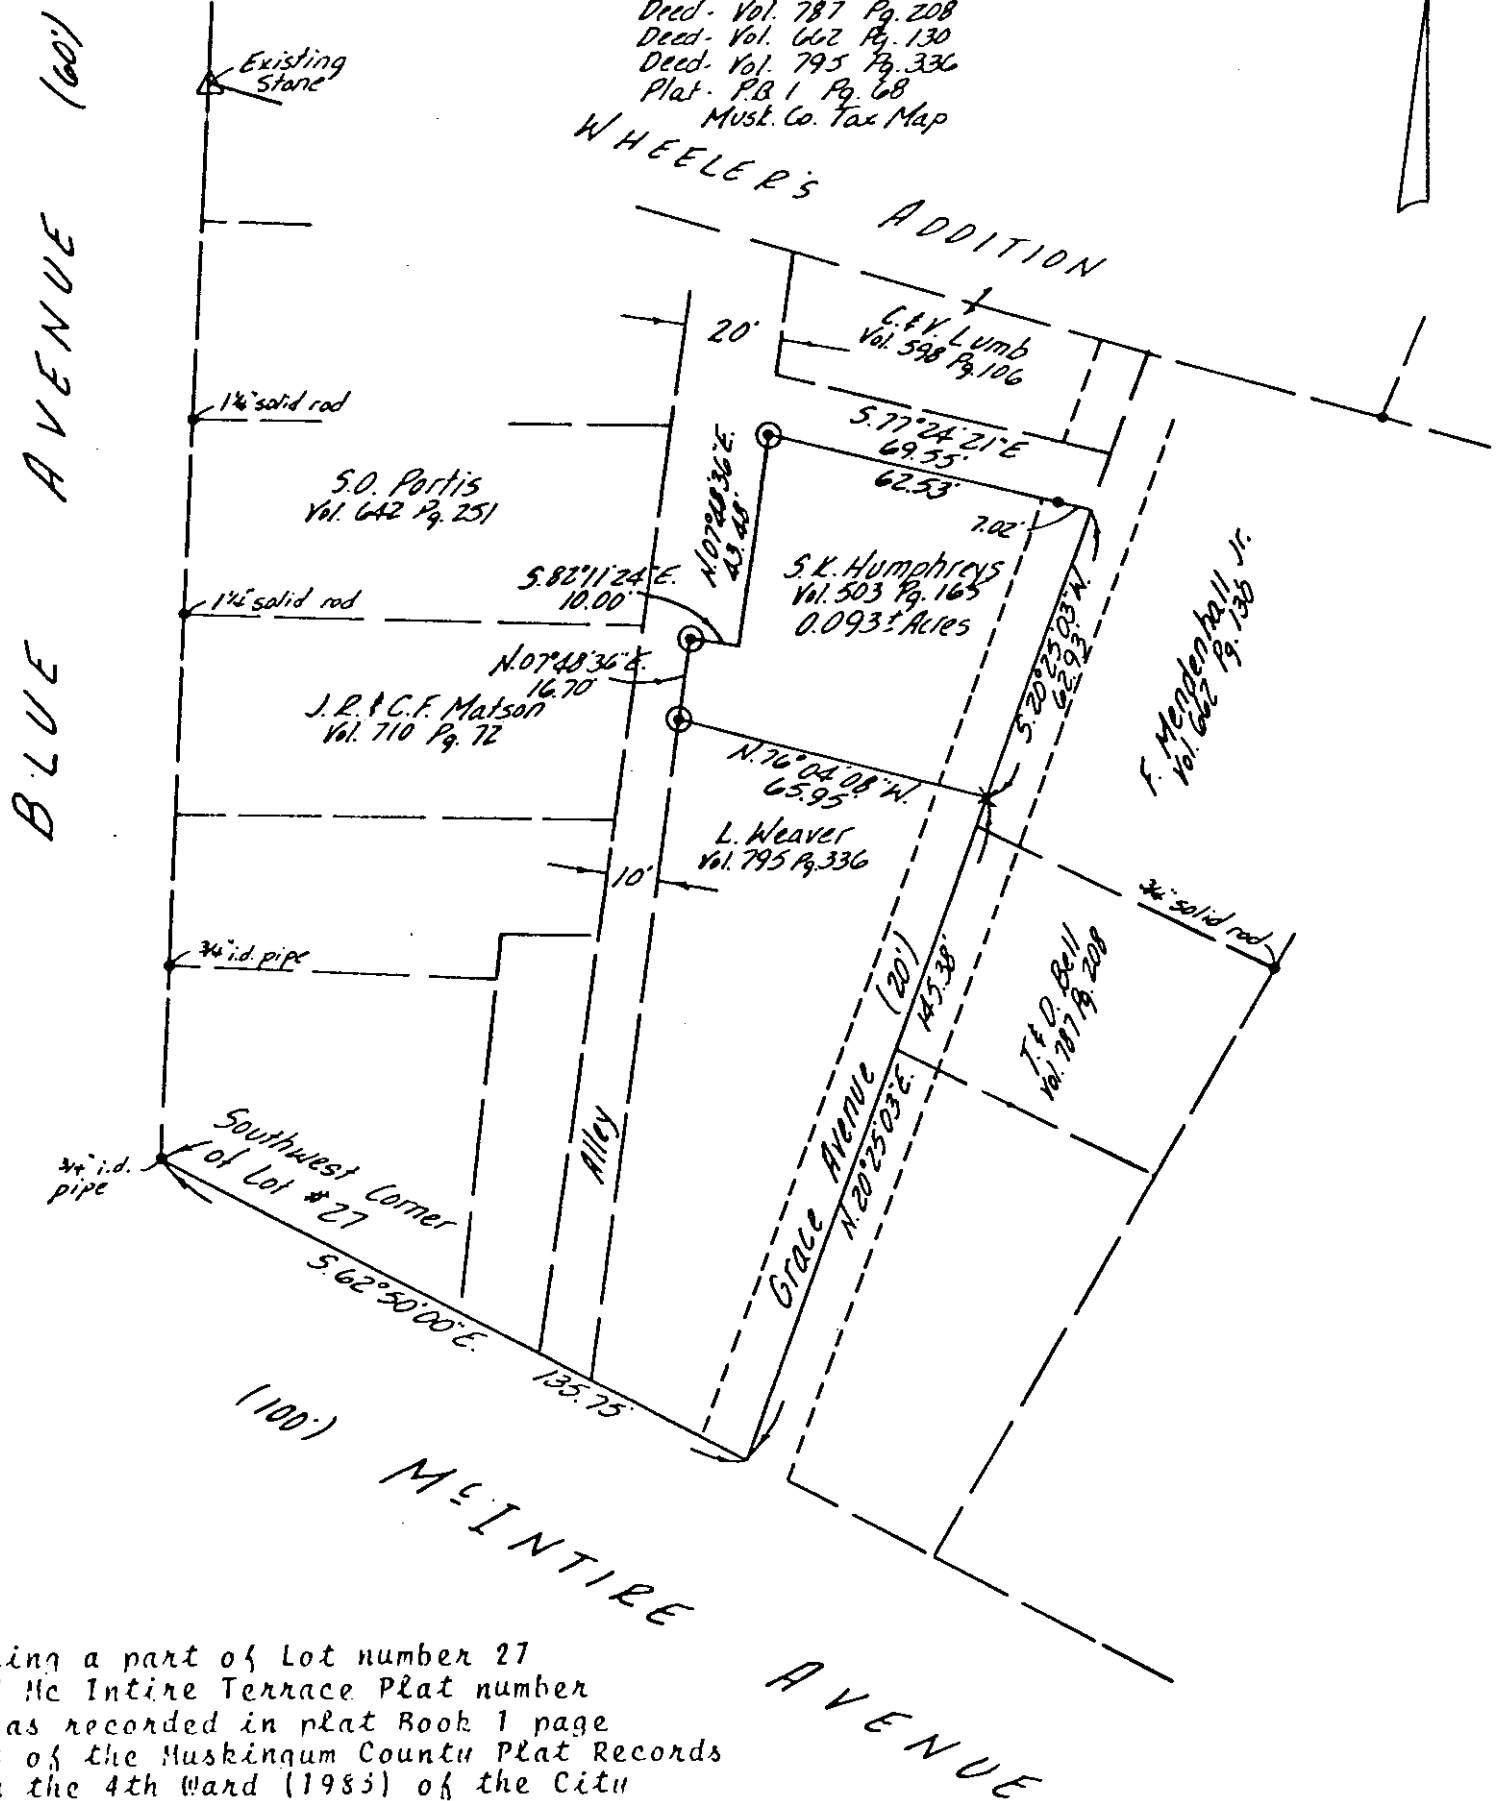 Deed- Vol. 787 Pg. 208
Deed- Vol. 662 Pg. 130
Deed- Vol. 795 Pg. 336
Plat- P.B 1 Pg. 68
Musk. Co. Tax Map
WHEELER'S ADDITION
BLUE AVENUE (60')
Existing
Stone
20'
C. & V. Lumb
Vol. 598 Pg. 106
1¼" solid rod
S.77°24'21"E
69.55'
62.53'
7.02'
N.07°48'36"E.
43.48'
S.O. Portis
Vol. 642 Pg. 251
S.82°11'24"E.
10.00'
S.K. Humphreys
Vol. 503 Pg. 165
0.093± Acres
S.20°25'03"W.
62.93'
F. Mendenhall Jr.
Vol. 662 Pg. 130
1¼" solid rod
N.07°48'36"E.
16.70'
J.R. & C.F. Matson
Vol. 710 Pg. 72
N.76°04'08"W.
65.95'
L. Weaver
Vol. 795 Pg. 336
10'
¾" solid rod
¾" i.d. pipe
T. & D. Bell
Vol. 787 Pg. 208
Grace Avenue (20')
N.20°25'03"E. 145.38'
Alley
¾" i.d.
pipe
Southwest Corner
of Lot #27
S.62°50'00"E. 135.75'
(100')
McINTIRE AVENUE
ing a part of Lot number 27
Mc Intire Terrace Plat number
as recorded in plat Book 1 page
of the Muskingum County Plat Records
the 4th Ward (1985) of the City